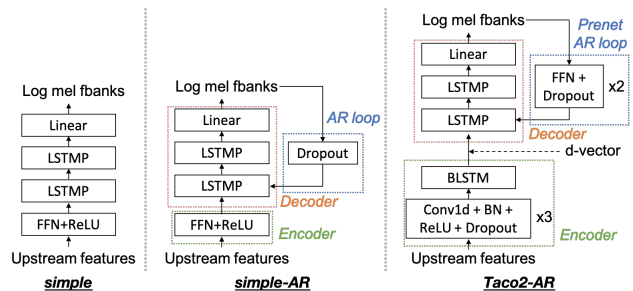 Log mel fbanks
Linear
LSTMP
LSTMP
FFN+ReLU
Upstream features
simple
Log mel fbanks
Linear
LSTMP
LSTMP
Decoder
AR loop
Dropout
FFN+ReLU
Encoder
Upstream features
simple-AR
Log mel fbanks
Prenet
AR loop
Linear
LSTMP
LSTMP
Decoder
FFN +
Dropout
x2
d-vector
BLSTM
Conv1d + BN +
ReLU + Dropout
x3
Encoder
Upstream features
Taco2-AR